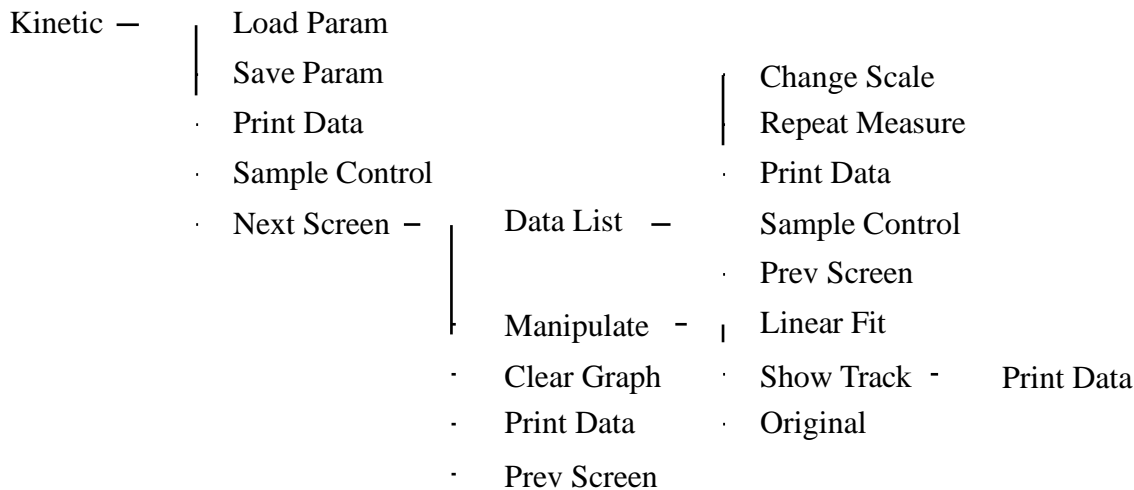 Kinetic
Load Param
Save Param
Print Data
Sample Control
Next Screen
Data List
Manipulate
Clear Graph
Print Data
Prev Screen
Change Scale
Repeat Measure
Print Data
Sample Control
Prev Screen
Linear Fit
Show Track
Original
Print Data